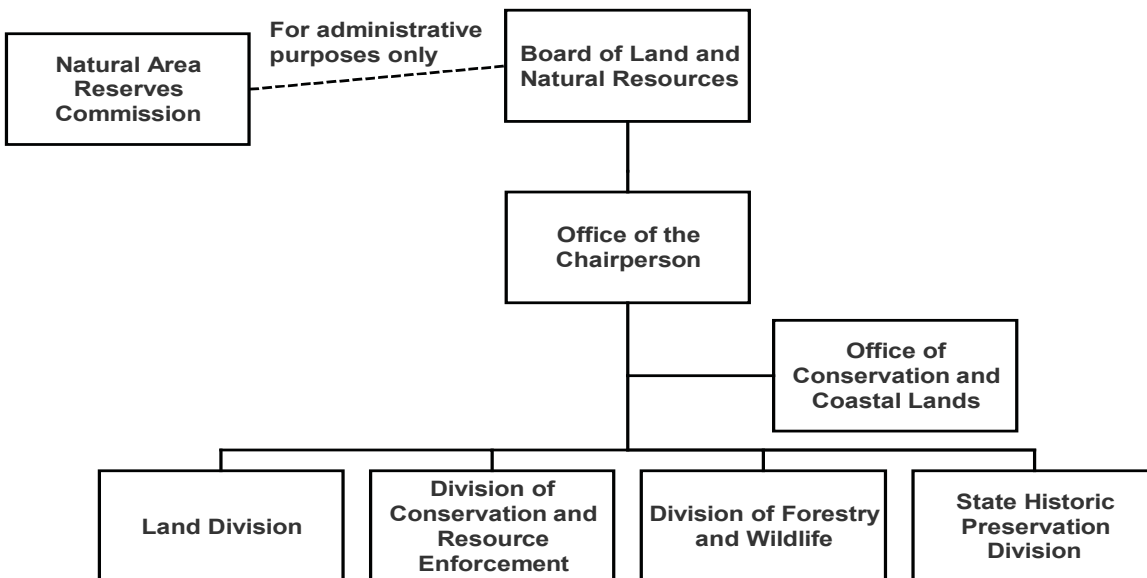 For administrative
purposes only
Natural Area
Reserves
Commission
Board of Land and
Natural Resources
Office of the
Chairperson
Office of
Conservation and
Coastal Lands
Land Division
Division of
Conservation and
Resource
Enforcement
Division of Forestry
and Wildlife
State Historic
Preservation
Division